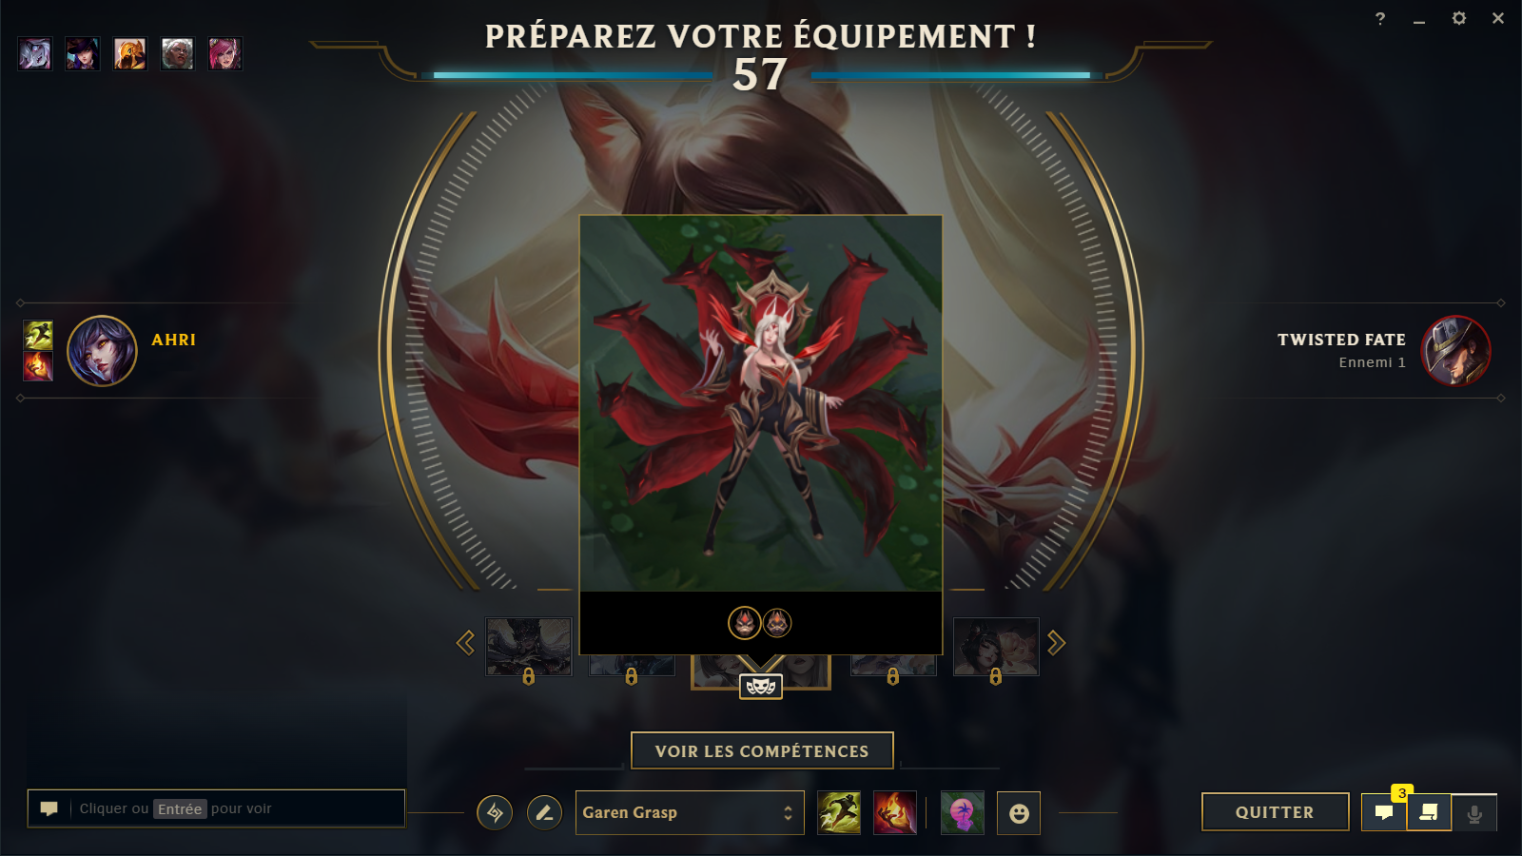 PRÉPAREZ VOTRE ÉQUIPEMENT !
57
?
AHRI
TWISTED FATE
Ennemi 1
VOIR LES COMPÉTENCES
Cliquer ou Entrée pour voir
Garen Grasp
QUITTER
3